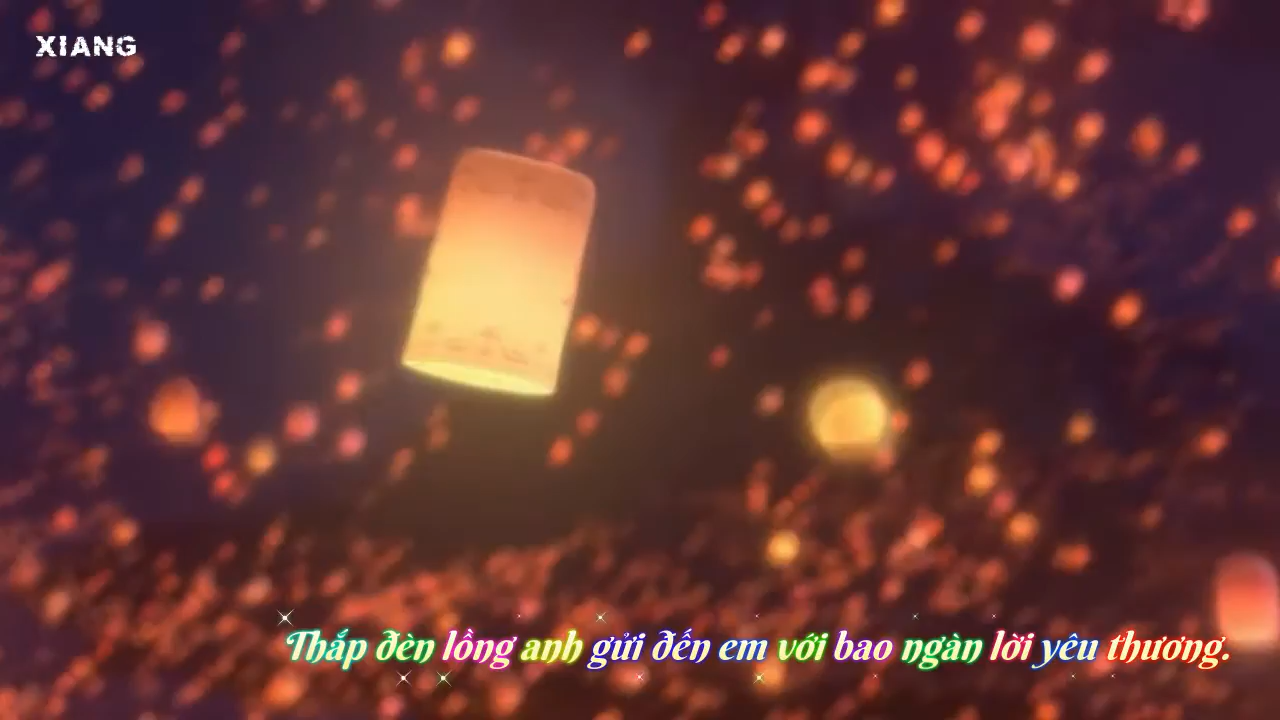 XIANG
Thắp đèn lồng anh gửi đến em với bao ngàn lời yêu thương.